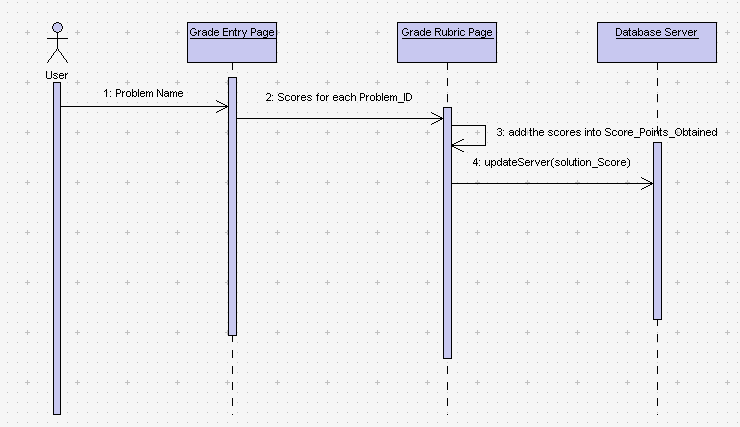 Grade Entry Page
Grade Rubric Page
Database Server
User
1: Problem Name
2: Scores for each Problem_ID
3: add the scores into Score_Points_Obtained
4: updateServer(solution_Score)